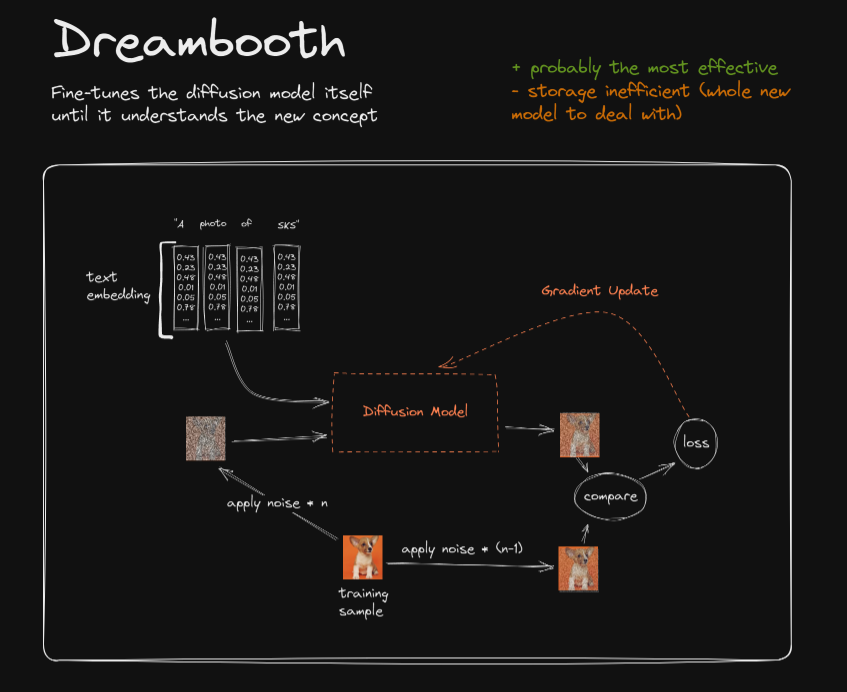 Dreambooth
Fine-tunes the diffusion model itself
until it understands the new concept
+ probably the most effective
- storage inefficient (whole new
model to deal with)
"A photo of SKS"
text
embedding
0.43 0.43 0.43 0.43
0.23 0.23 0.23 0.23
0.48 0.48 0.48 0.48
0.01 0.01 0.01 0.01
0.05 0.05 0.05 0.05
0.78 0.78 0.78 0.78
... ... ... ...
Gradient Update
Diffusion Model
loss
compare
apply noise * n
apply noise * (n-1)
training
sample